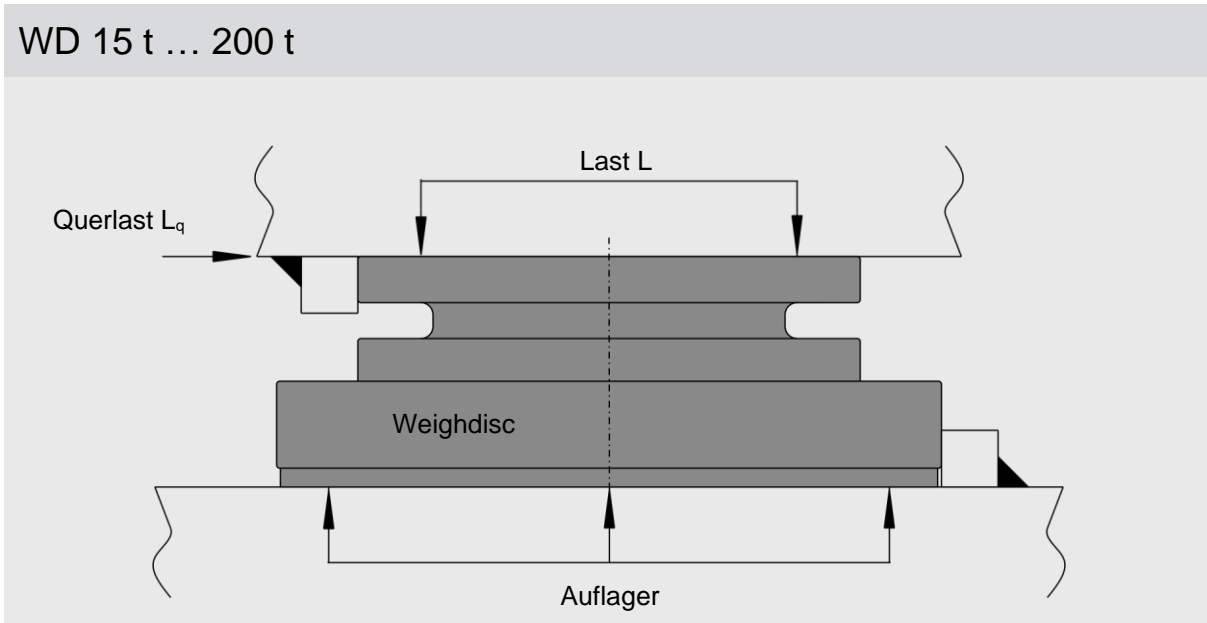 WD 15 t … 200 t
Last L
Querlast Lq
Weighdisc
Auflager